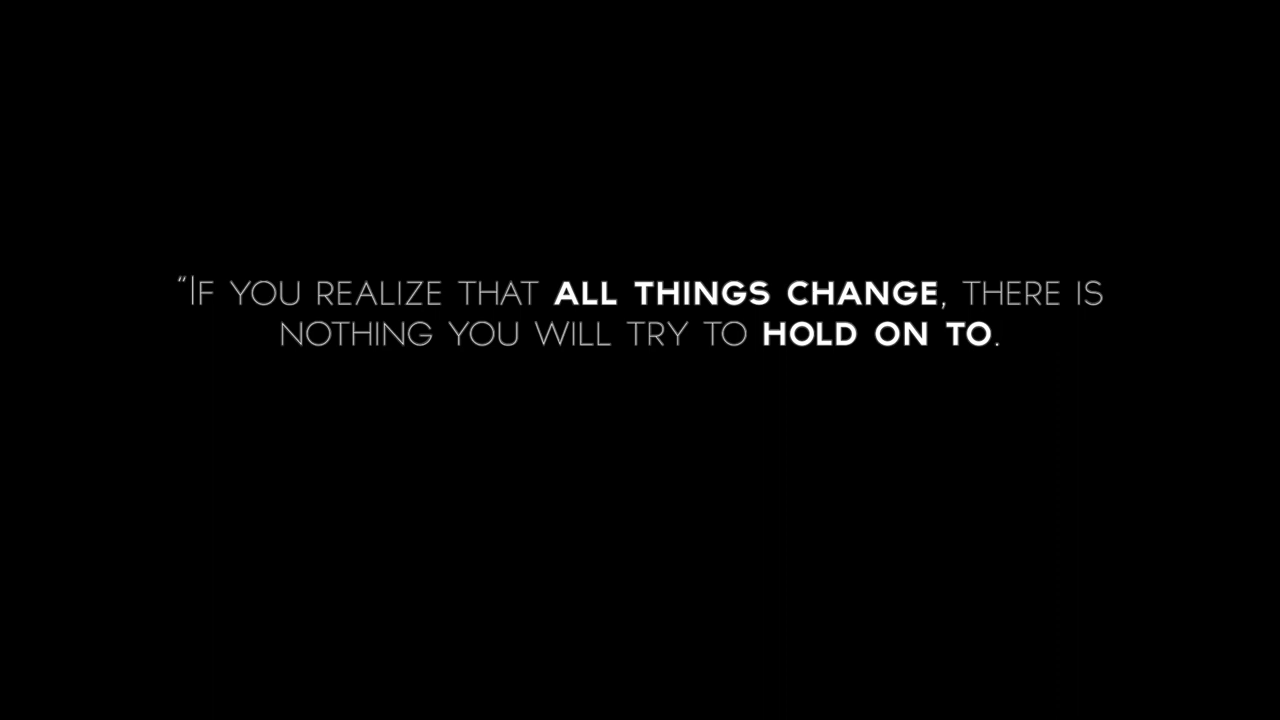 “If you realize that ALL THINGS CHANGE, there is
nothing you will try to HOLD ON TO.